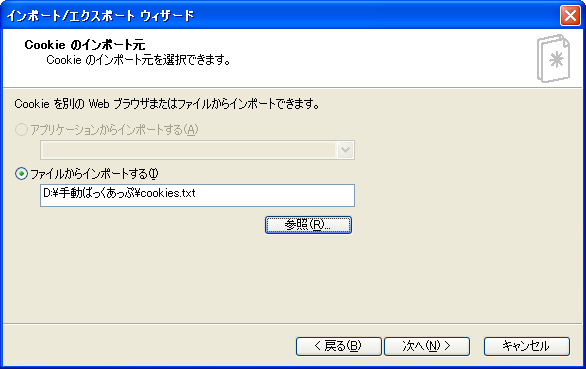 インポート/エクスポート ウィザード
Cookie のインポート元
Cookie のインポート元を選択できます。
Cookie を別の Web ブラウザまたはファイルからインポートできます。
アプリケーションからインポートする(A)
ファイルからインポートする(I)
D:¥手動ばっくあっぷ¥cookies.txt
参照(R)...
< 戻る(B)
次へ(N) >
キャンセル